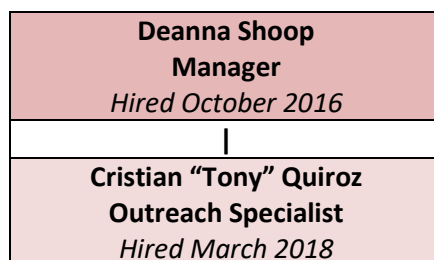 Deanna Shoop
Manager
Hired October 2016
|
Cristian “Tony” Quiroz
Outreach Specialist
Hired March 2018